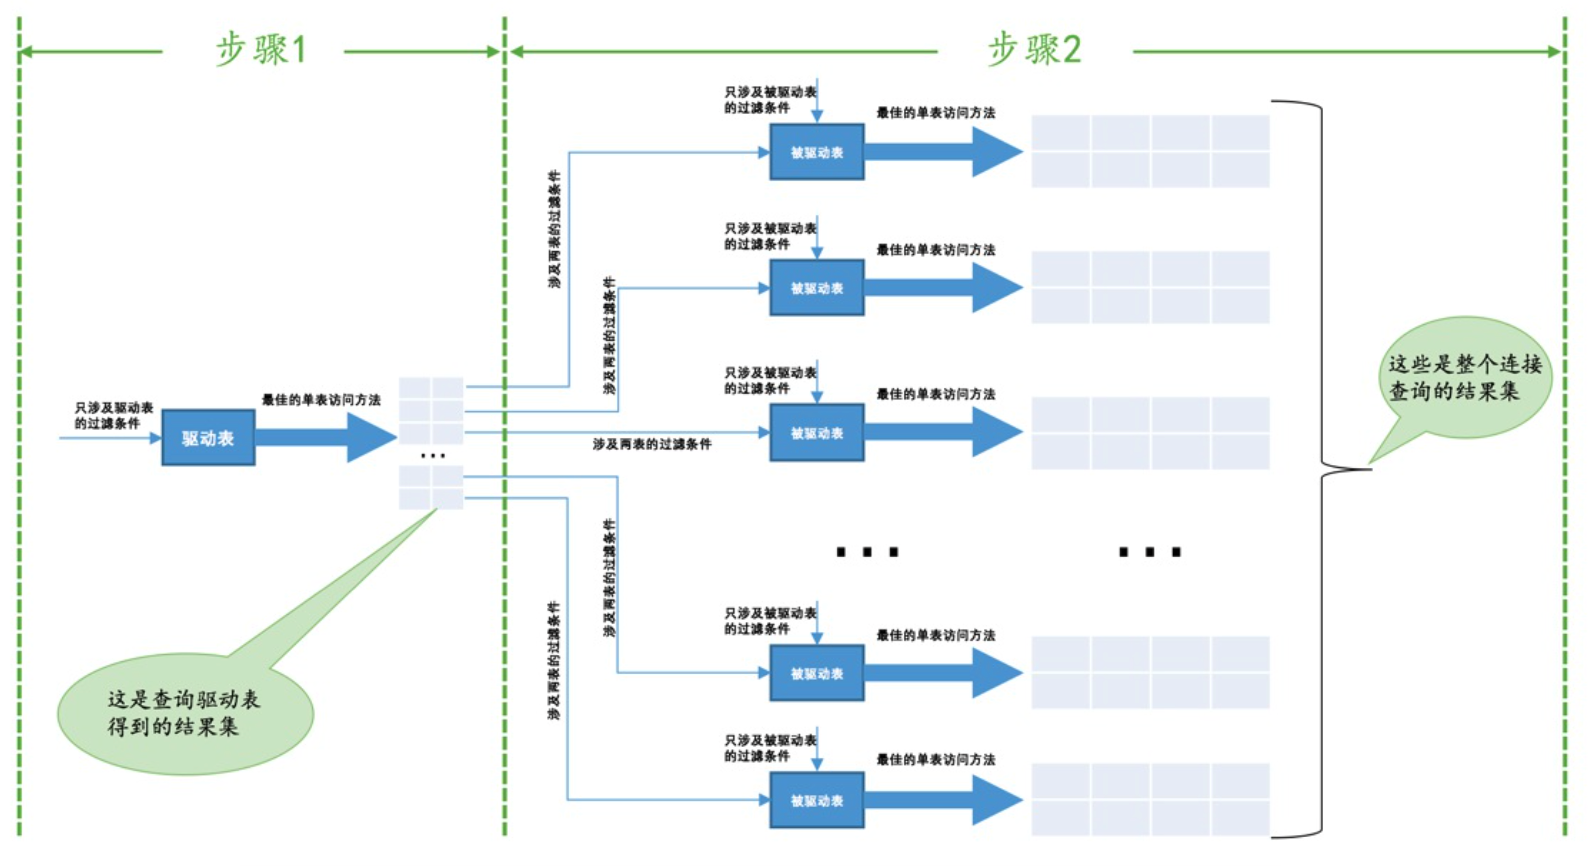 步骤1
步骤2
只涉及驱动表
的过滤条件
驱动表
最佳的单表访问方法
...
这是查询驱动表
得到的结果集
涉及两表的过滤条件
只涉及被驱动表
的过滤条件
被驱动表
最佳的单表访问方法
涉及两表的过滤条件
只涉及被驱动表
的过滤条件
被驱动表
最佳的单表访问方法
涉及两表的过滤条件
只涉及被驱动表
的过滤条件
被驱动表
最佳的单表访问方法
...
...
涉及两表的过滤条件
只涉及被驱动表
的过滤条件
被驱动表
最佳的单表访问方法
涉及两表的过滤条件
只涉及被驱动表
的过滤条件
被驱动表
最佳的单表访问方法
这些是整个连接
查询的结果集